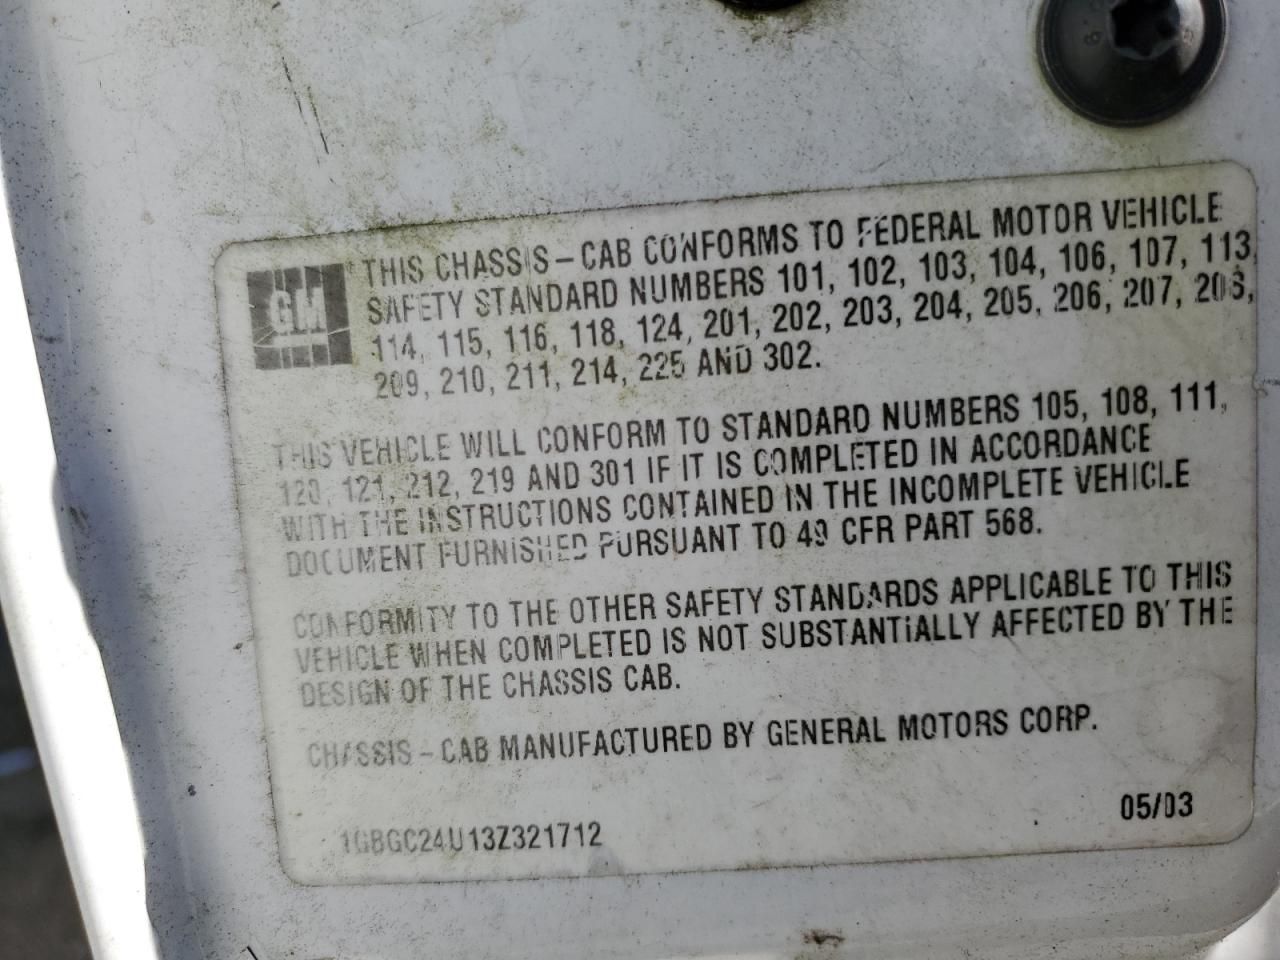 GM
THIS CHASSIS-CAB CONFORMS TO FEDERAL MOTOR VEHICLE
SAFETY STANDARD NUMBERS 101, 102, 103, 104, 106, 107, 113,
114, 115, 116, 118, 124, 201, 202, 203, 204, 205, 206, 207, 208,
209, 210, 211, 214, 225 AND 302.
THIS VEHICLE WILL CONFORM TO STANDARD NUMBERS 105, 108, 111,
120, 121, 212, 219 AND 301 IF IT IS COMPLETED IN ACCORDANCE
WITH THE INSTRUCTIONS CONTAINED IN THE INCOMPLETE VEHICLE
DOCUMENT FURNISHED PURSUANT TO 49 CFR PART 568.
CONFORMITY TO THE OTHER SAFETY STANDARDS APPLICABLE TO THIS
VEHICLE WHEN COMPLETED IS NOT SUBSTANTIALLY AFFECTED BY THE
DESIGN OF THE CHASSIS CAB.
CHASSIS-CAB MANUFACTURED BY GENERAL MOTORS CORP.
05/03
1GBGC24U13Z321712